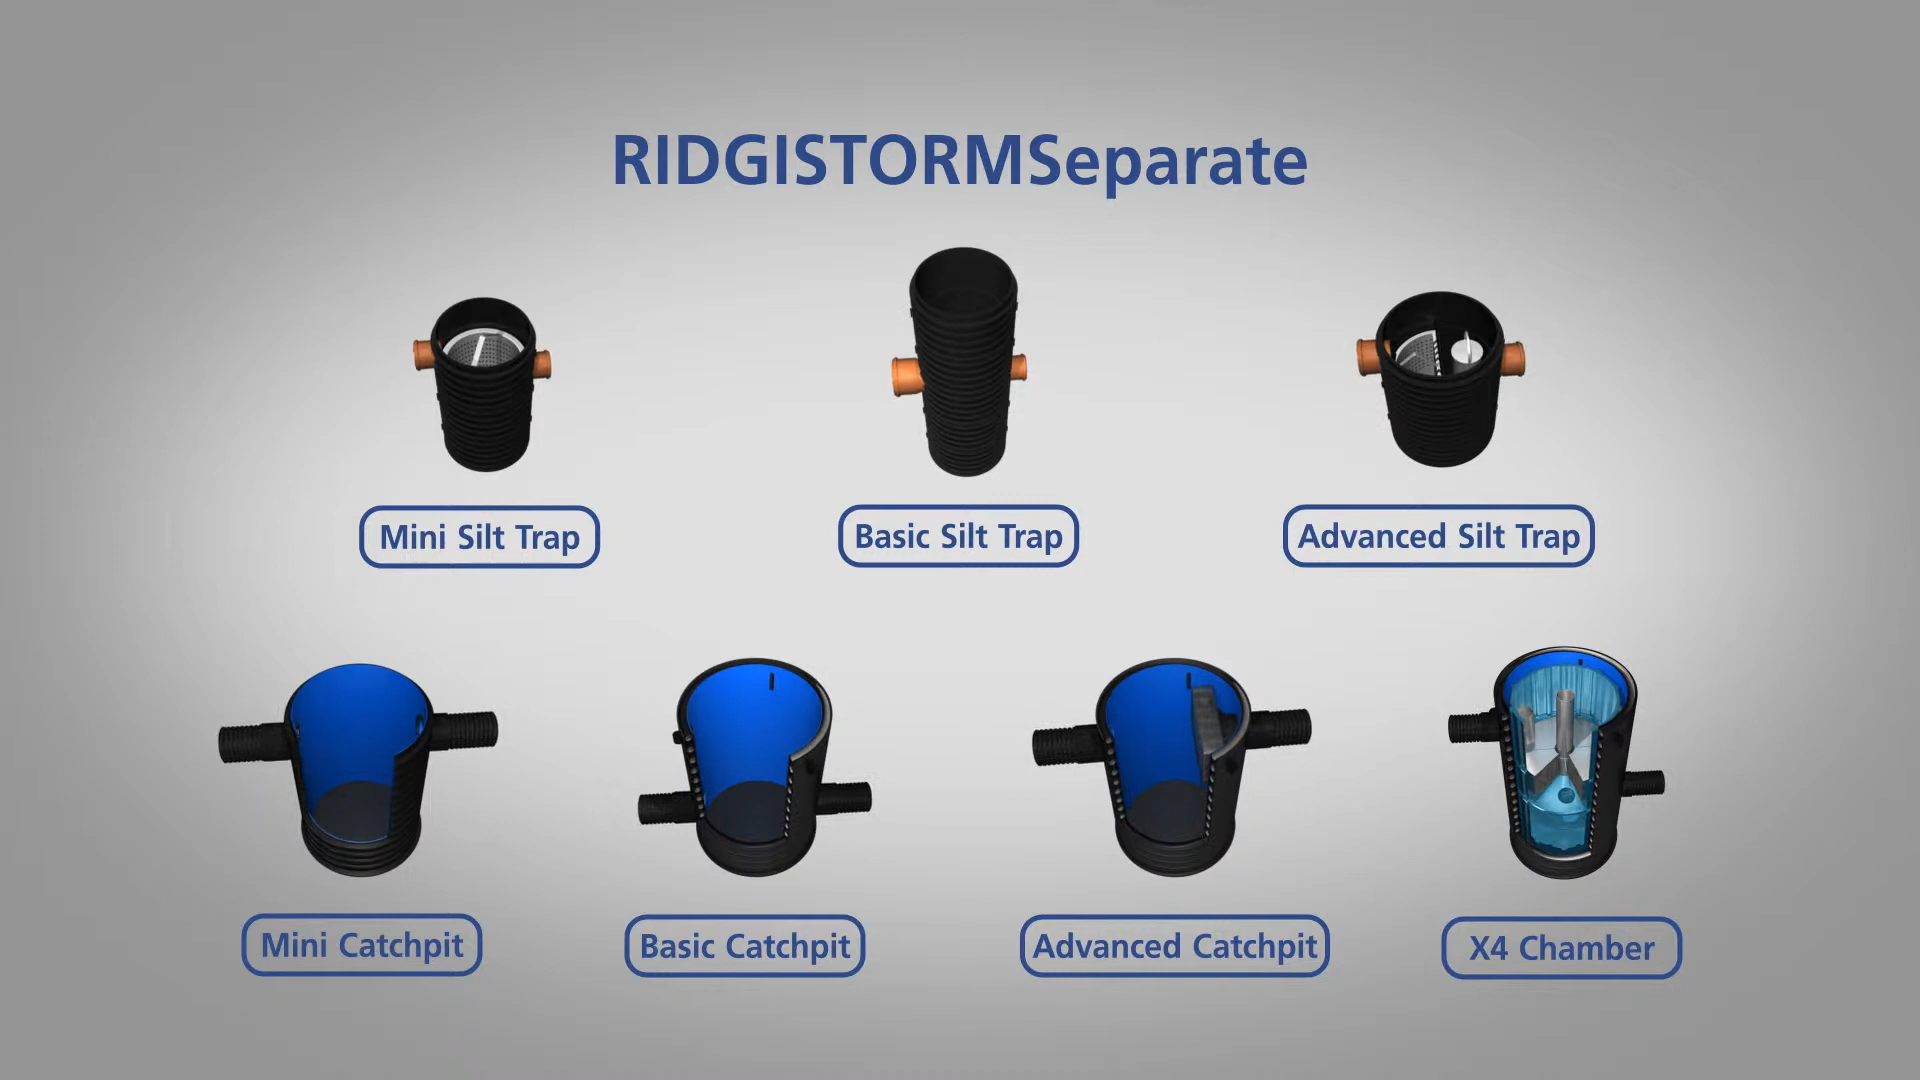 RIDGISTORMSeparate
Mini Silt Trap
Basic Silt Trap
Advanced Silt Trap
Mini Catchpit
Basic Catchpit
Advanced Catchpit
X4 Chamber